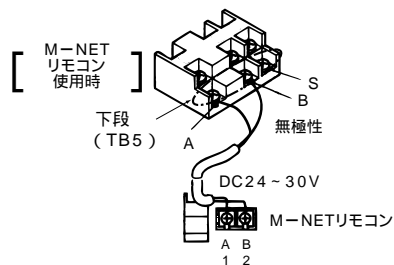 M－NET
リモコン
使用時
S
B
下段
（TB5）
A
無極性
DC24～30V
M－NETリモコン
A B
1 2